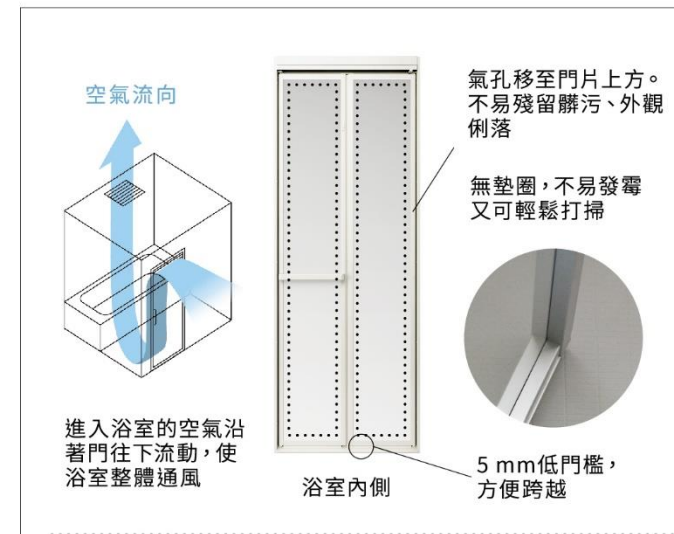 空氣流向
進入浴室的空氣沿
著門往下流動，使
浴室整體通風
浴室內側
氣孔移至門片上方。
不易殘留髒污、外觀
俐落
無墊圈，不易發霉
又可輕鬆打掃
5 mm低門檻，
方便跨越